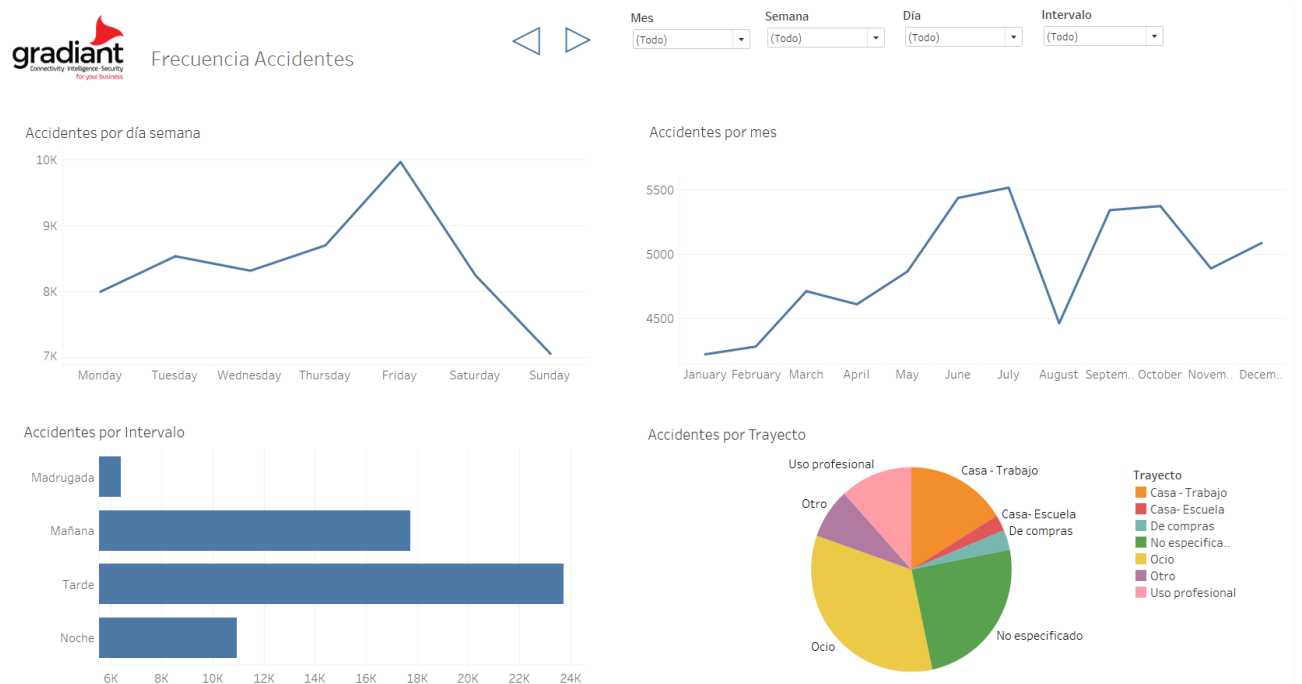 gradiant
Connectivity·Intelligence·Security
for your business
Frecuencia Accidentes
Mes
(Todo)
Semana
(Todo)
Día
(Todo)
Intervalo
(Todo)
Accidentes por día semana
10K
9K
8K
7K
Monday Tuesday Wednesday Thursday Friday Saturday Sunday
Accidentes por mes
5500
5000
4500
January February March April May June July August Septem.. October Novem.. Decem..
Accidentes por Intervalo
Madrugada
Mañana
Tarde
Noche
6K 8K 10K 12K 14K 16K 18K 20K 22K 24K
Accidentes por Trayecto
Uso profesional
Casa - Trabajo
Otro
Casa- Escuela
De compras
No especificado
Ocio
Trayecto
Casa - Trabajo
Casa- Escuela
De compras
No especifica..
Ocio
Otro
Uso profesional